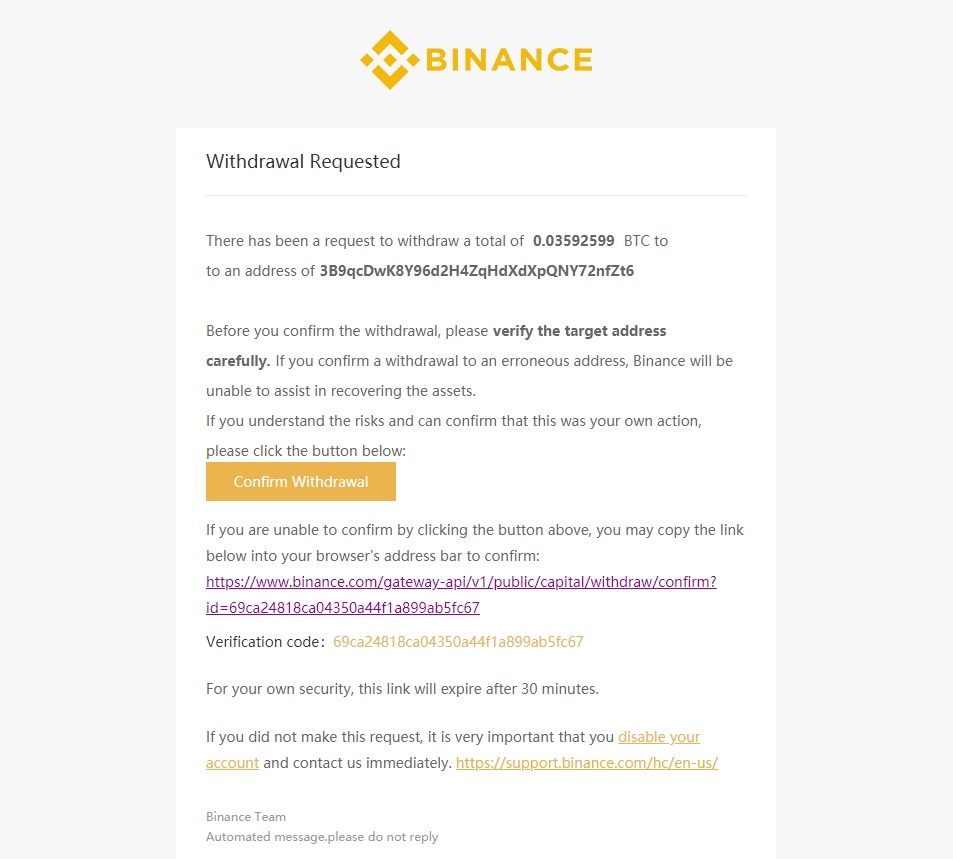 BINANCE
Withdrawal Requested
There has been a request to withdraw a total of 0.03592599 BTC to
to an address of 3B9qcDwK8Y96d2H4ZqHdXdXpQNY72nfZt6
Before you confirm the withdrawal, please verify the target address
carefully. If you confirm a withdrawal to an erroneous address, Binance will be
unable to assist in recovering the assets.
If you understand the risks and can confirm that this was your own action,
please click the button below:
Confirm Withdrawal
If you are unable to confirm by clicking the button above, you may copy the link
below into your browser's address bar to confirm:
https://www.binance.com/gateway-api/v1/public/capital/withdraw/confirm?
id=69ca24818ca04350a44f1a899ab5fc67
Verification code：69ca24818ca04350a44f1a899ab5fc67
For your own security, this link will expire after 30 minutes.
If you did not make this request, it is very important that you disable your
account and contact us immediately. https://support.binance.com/hc/en-us/
Binance Team
Automated message.please do not reply